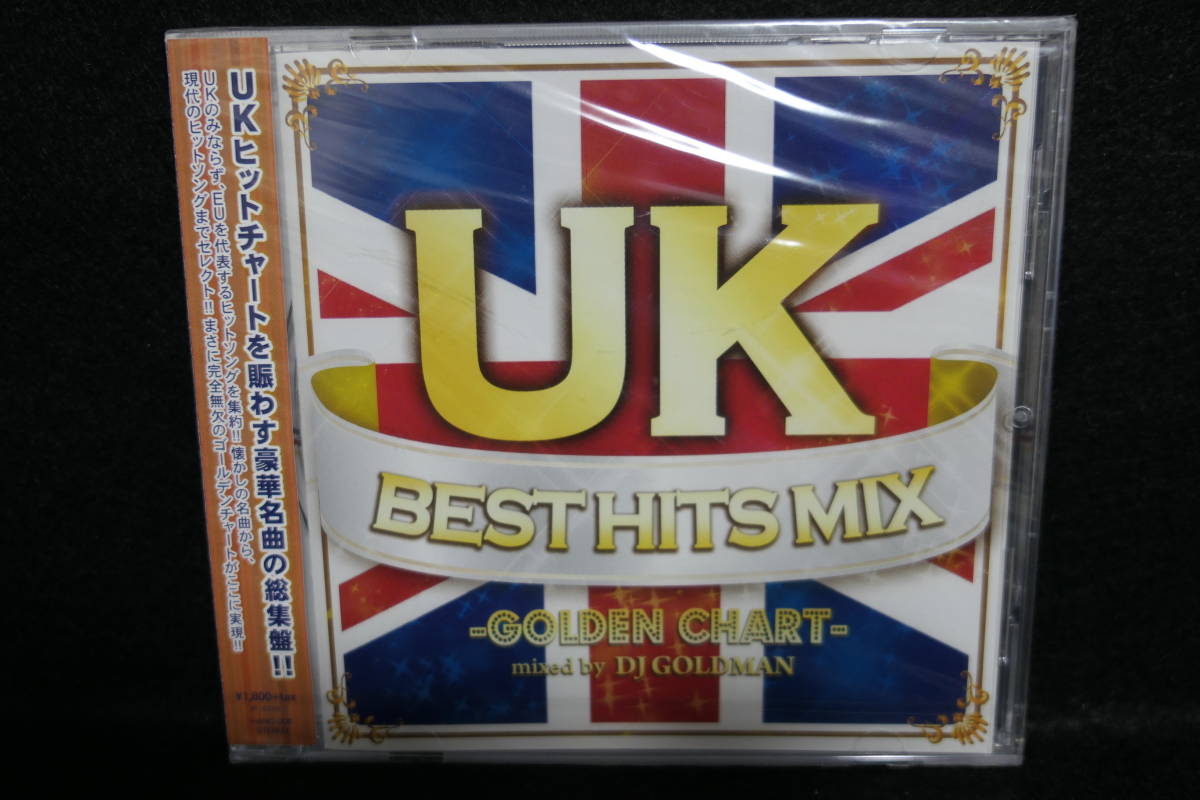 UKヒットチャートを賑わす豪華名曲の総集盤!!
UKのみならず、EUを代表するヒットソングを集約!! 懐かしの名曲から、
現代のヒットソングまでセレクト!! まさに完全無欠のゴールデンチャートがここに実現!!
¥1,800+tax
UK
BEST HITS MIX
-GOLDEN CHART-
mixed by DJ GOLDMAN